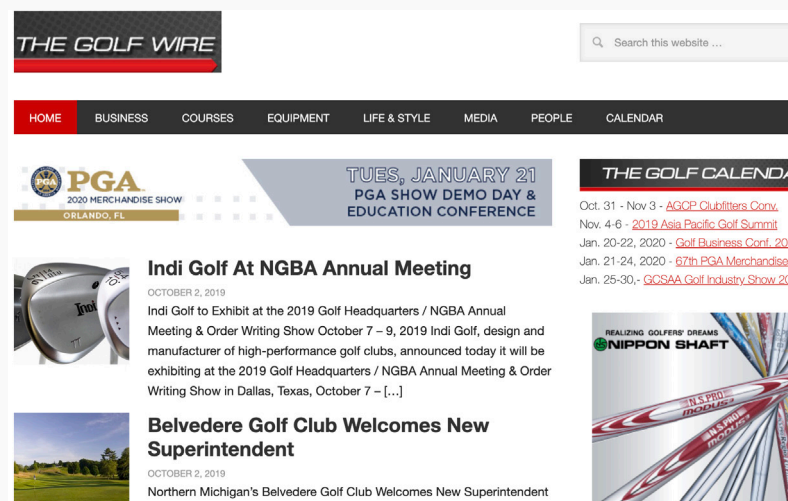 THE GOLF WIRE
Search this website ...
HOME BUSINESS COURSES EQUIPMENT LIFE & STYLE MEDIA PEOPLE CALENDAR
PGA
PGA
2020 MERCHANDISE SHOW
ORLANDO, FL
TUES, JANUARY 21
PGA SHOW DEMO DAY &
EDUCATION CONFERENCE
Indi Golf At NGBA Annual Meeting
OCTOBER 2, 2019
Indi Golf to Exhibit at the 2019 Golf Headquarters / NGBA Annual
Meeting & Order Writing Show October 7 – 9, 2019 Indi Golf, design and
manufacturer of high-performance golf clubs, announced today it will be
exhibiting at the 2019 Golf Headquarters / NGBA Annual Meeting & Order
Writing Show in Dallas, Texas, October 7 – […]
Belvedere Golf Club Welcomes New
Superintendent
OCTOBER 2, 2019
Northern Michigan's Belvedere Golf Club Welcomes New Superintendent
THE GOLF CALENDA
Oct. 31 - Nov 3 - AGCP Clubfitters Conv.
Nov. 4-6 - 2019 Asia Pacific Golf Summit
Jan. 20-22, 2020 - Golf Business Conf. 20
Jan. 21-24, 2020 - 67th PGA Merchandise
Jan. 25-30,- GCSAA Golf Industry Show 20
REALIZING GOLFERS' DREAMS
NIPPON SHAFT
N.S.PRO
MODUS³
N.S.PRO
MODUS